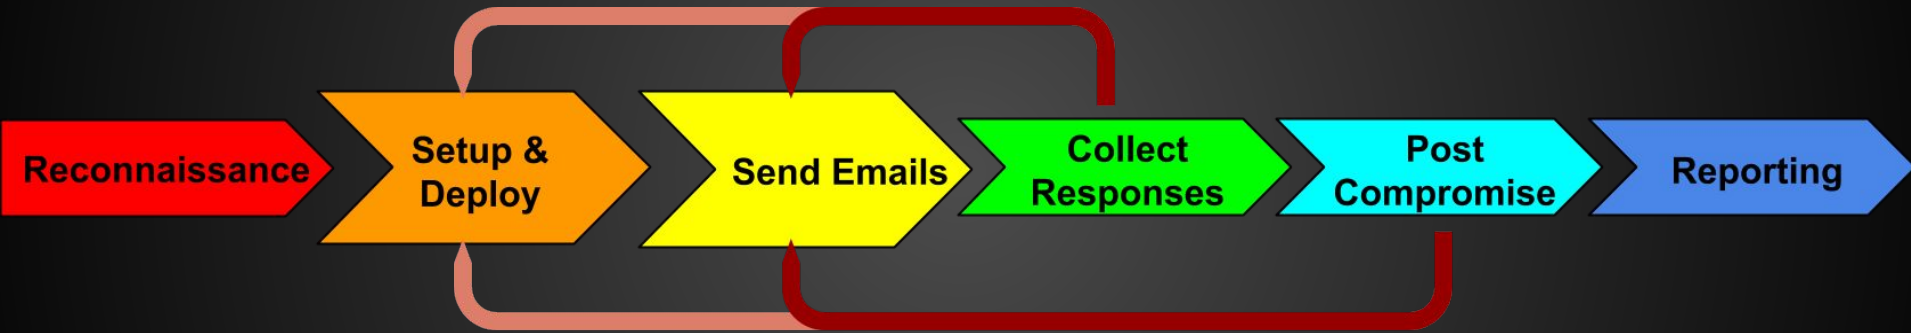 Reconnaissance
Setup &
Deploy
Send Emails
Collect
Responses
Post
Compromise
Reporting